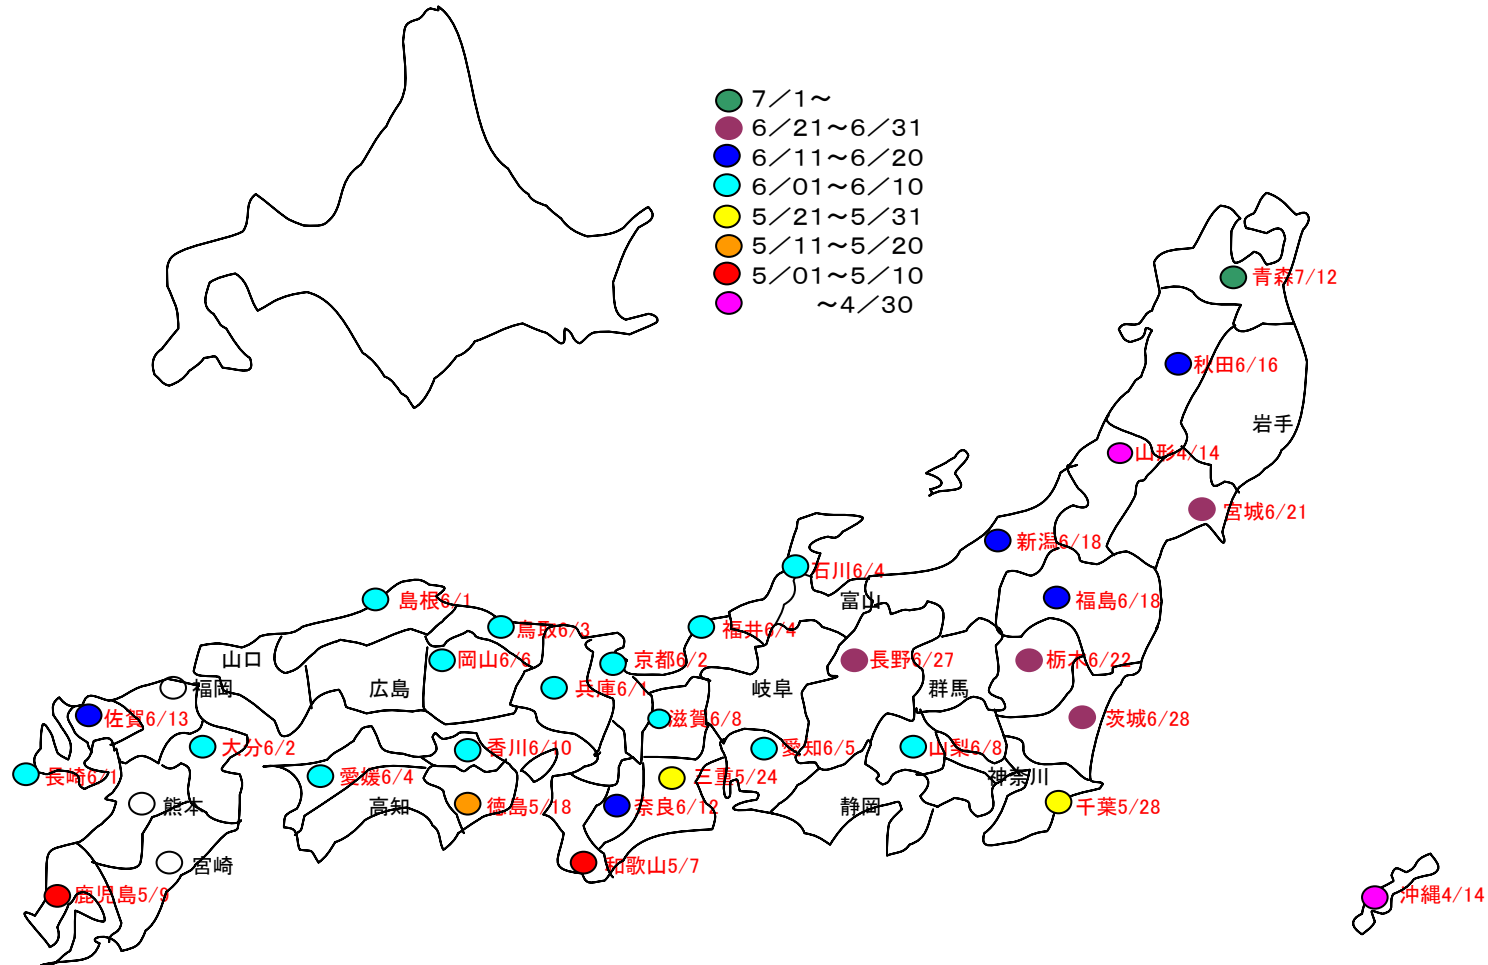 7／1～
6／21～6／31
6／11～6／20
6／01～6／10
5／21～5／31
5／11～5／20
5／01～5／10
～4／30
青森7/12
秋田6/16
岩手
山形4/14
宮城6/21
新潟6/18
石川6/4
富山
福島6/18
島根6/1
鳥取6/3
福井6/4
京都6/2
岡山6/6
山口
長野6/27
栃木6/22
福岡
広島
兵庫6/1
岐阜
群馬
佐賀6/13
滋賀6/8
茨城6/28
大分6/2
香川6/10
愛知6/5
山梨6/8
長崎6/1
愛媛6/4
三重5/24
神奈川
熊本
高知
徳島5/18
奈良6/12
静岡
千葉5/28
宮崎
和歌山5/7
鹿児島5/9
沖縄4/14